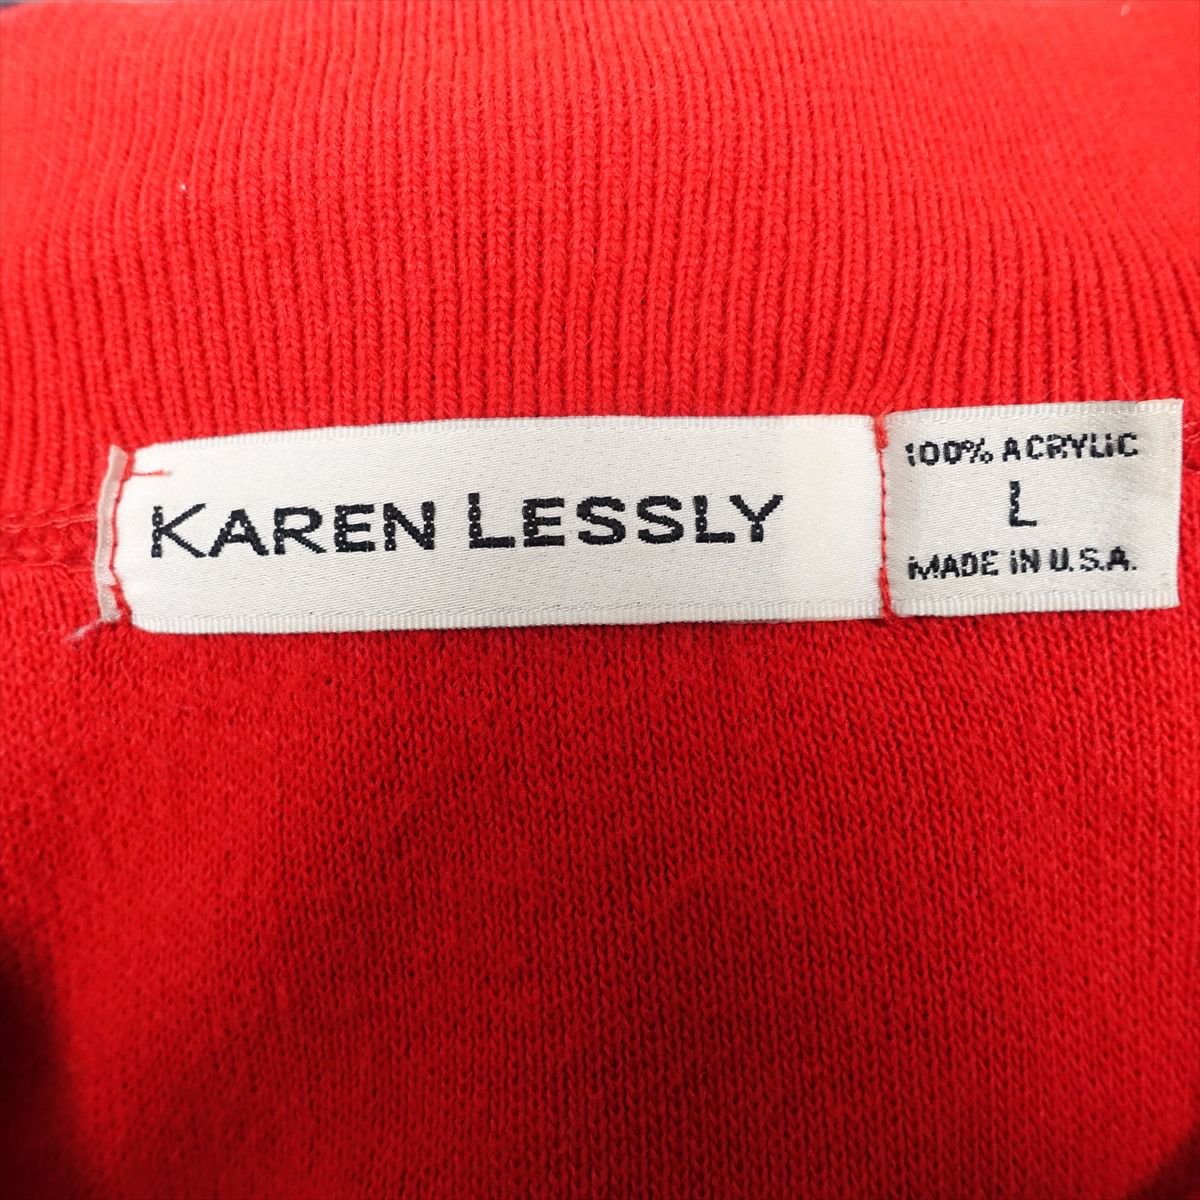 KAREN LESSLY
100% ACRYLIC
L
MADE IN U.S.A.